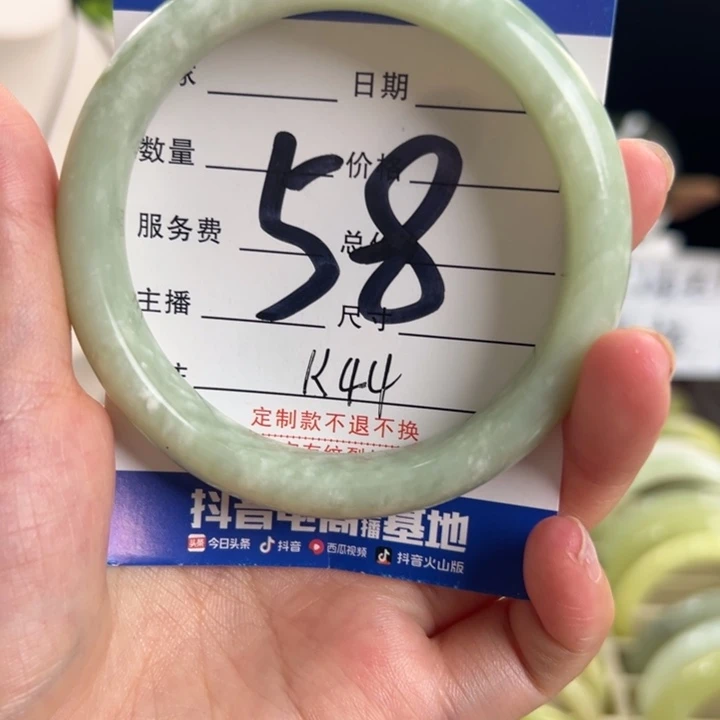 日期
数量 价格
58
服务费
主播 尺寸
K44
定制款不退不换
抖音电商直播基地
今日头条 抖音 西瓜视频 抖音火山版